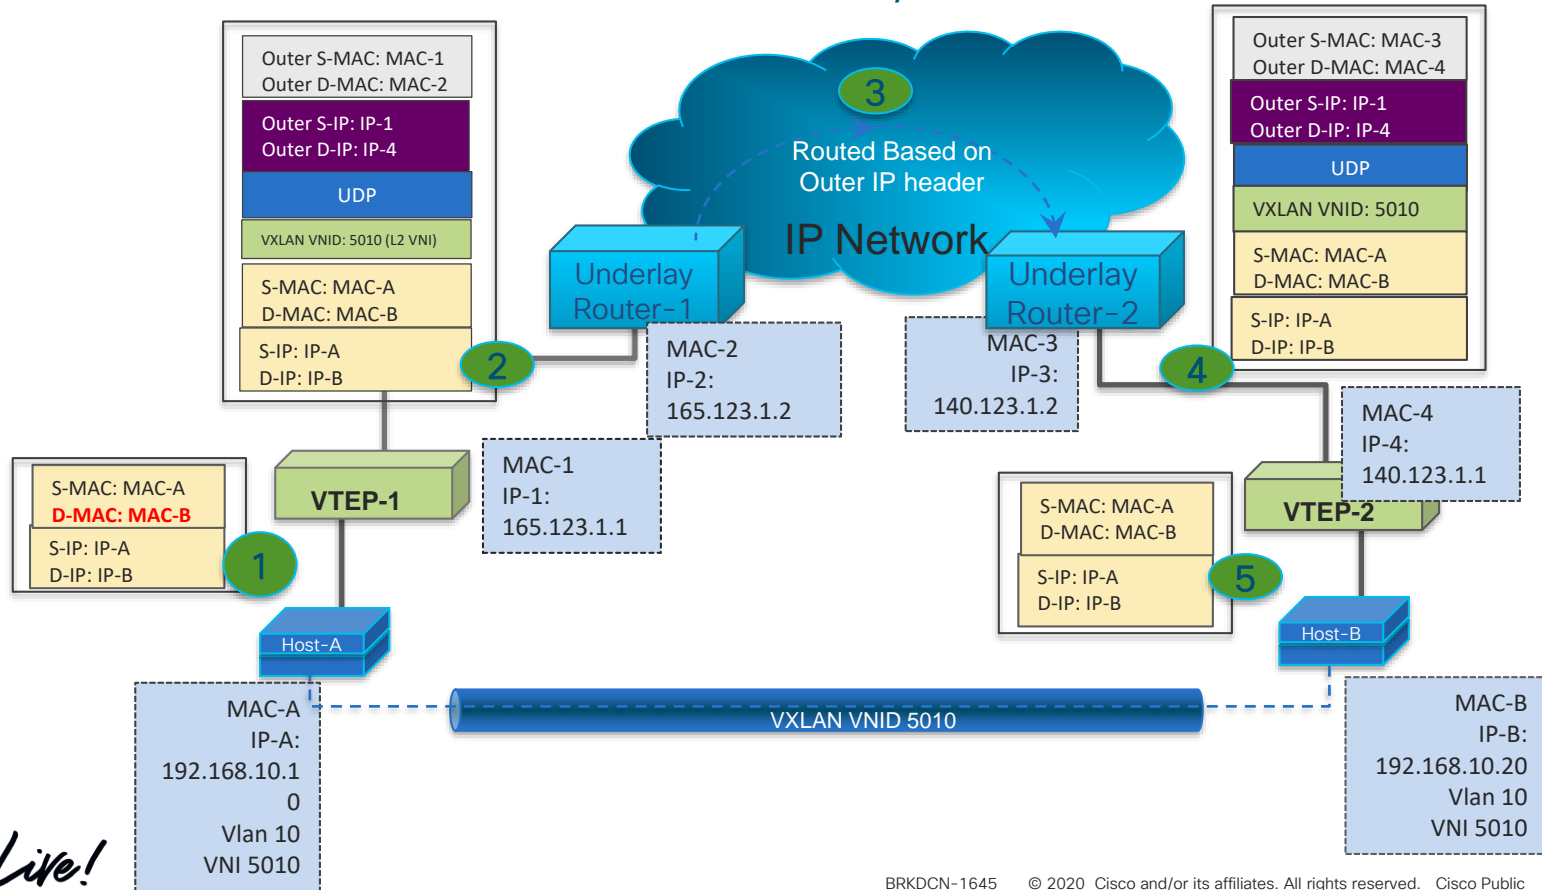 Outer S-MAC: MAC-1
Outer D-MAC: MAC-2
Outer S-IP: IP-1
Outer D-IP: IP-4
UDP
VXLAN VNID: 5010 (L2 VNI)
S-MAC: MAC-A
D-MAC: MAC-B
S-IP: IP-A
D-IP: IP-B
2
3
Routed Based on
Outer IP header
IP Network
Underlay
Router-1
Underlay
Router-2
MAC-2
IP-2:
165.123.1.2
MAC-3
IP-3:
140.123.1.2
Outer S-MAC: MAC-3
Outer D-MAC: MAC-4
Outer S-IP: IP-1
Outer D-IP: IP-4
UDP
VXLAN VNID: 5010
S-MAC: MAC-A
D-MAC: MAC-B
S-IP: IP-A
D-IP: IP-B
4
S-MAC: MAC-A
D-MAC: MAC-B
S-IP: IP-A
D-IP: IP-B
1
VTEP-1
MAC-1
IP-1:
165.123.1.1
S-MAC: MAC-A
D-MAC: MAC-B
S-IP: IP-A
D-IP: IP-B
5
MAC-4
IP-4:
140.123.1.1
VTEP-2
Host-A
Host-B
MAC-A
IP-A:
192.168.10.1
0
Vlan 10
VNI 5010
VXLAN VNID 5010
MAC-B
IP-B:
192.168.10.20
Vlan 10
VNI 5010
Live!
BRKDCN-1645 © 2020 Cisco and/or its affiliates. All rights reserved. Cisco Public